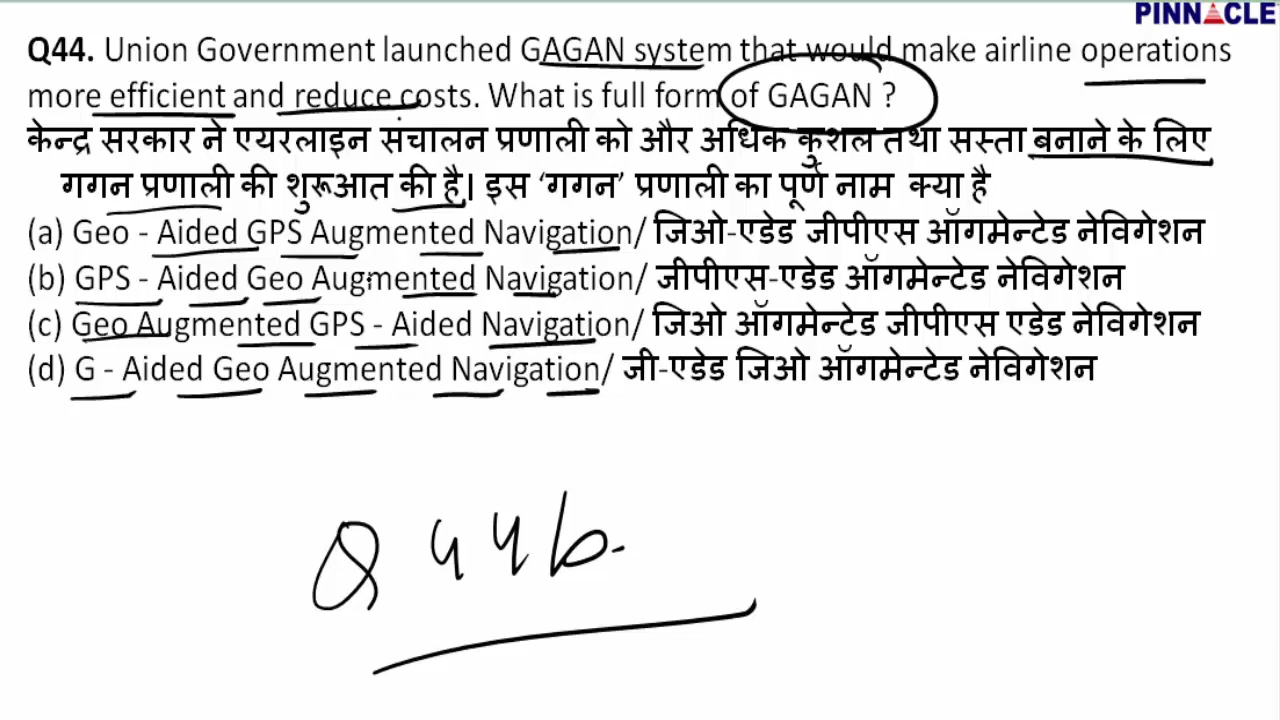 PINNACLE
Q44. Union Government launched GAGAN system that would make airline operations
more efficient and reduce costs. What is full form of GAGAN ?
केन्द्र सरकार ने एयरलाइन संचालन प्रणाली को और अधिक कुशल तथा सस्ता बनाने के लिए
गगन प्रणाली की शुरूआत की है। इस ‘गगन’ प्रणाली का पूर्ण नाम क्या है
(a) Geo - Aided GPS Augmented Navigation/ जिओ-एडेड जीपीएस ऑगमेन्टेड नेविगेशन
(b) GPS - Aided Geo Augmented Navigation/ जीपीएस-एडेड ऑगमेन्टेड नेविगेशन
(c) Geo Augmented GPS - Aided Navigation/ जिओ ऑगमेन्टेड जीपीएस एडेड नेविगेशन
(d) G - Aided Geo Augmented Navigation/ जी-एडेड जिओ ऑगमेन्टेड नेविगेशन
Q 44 b.